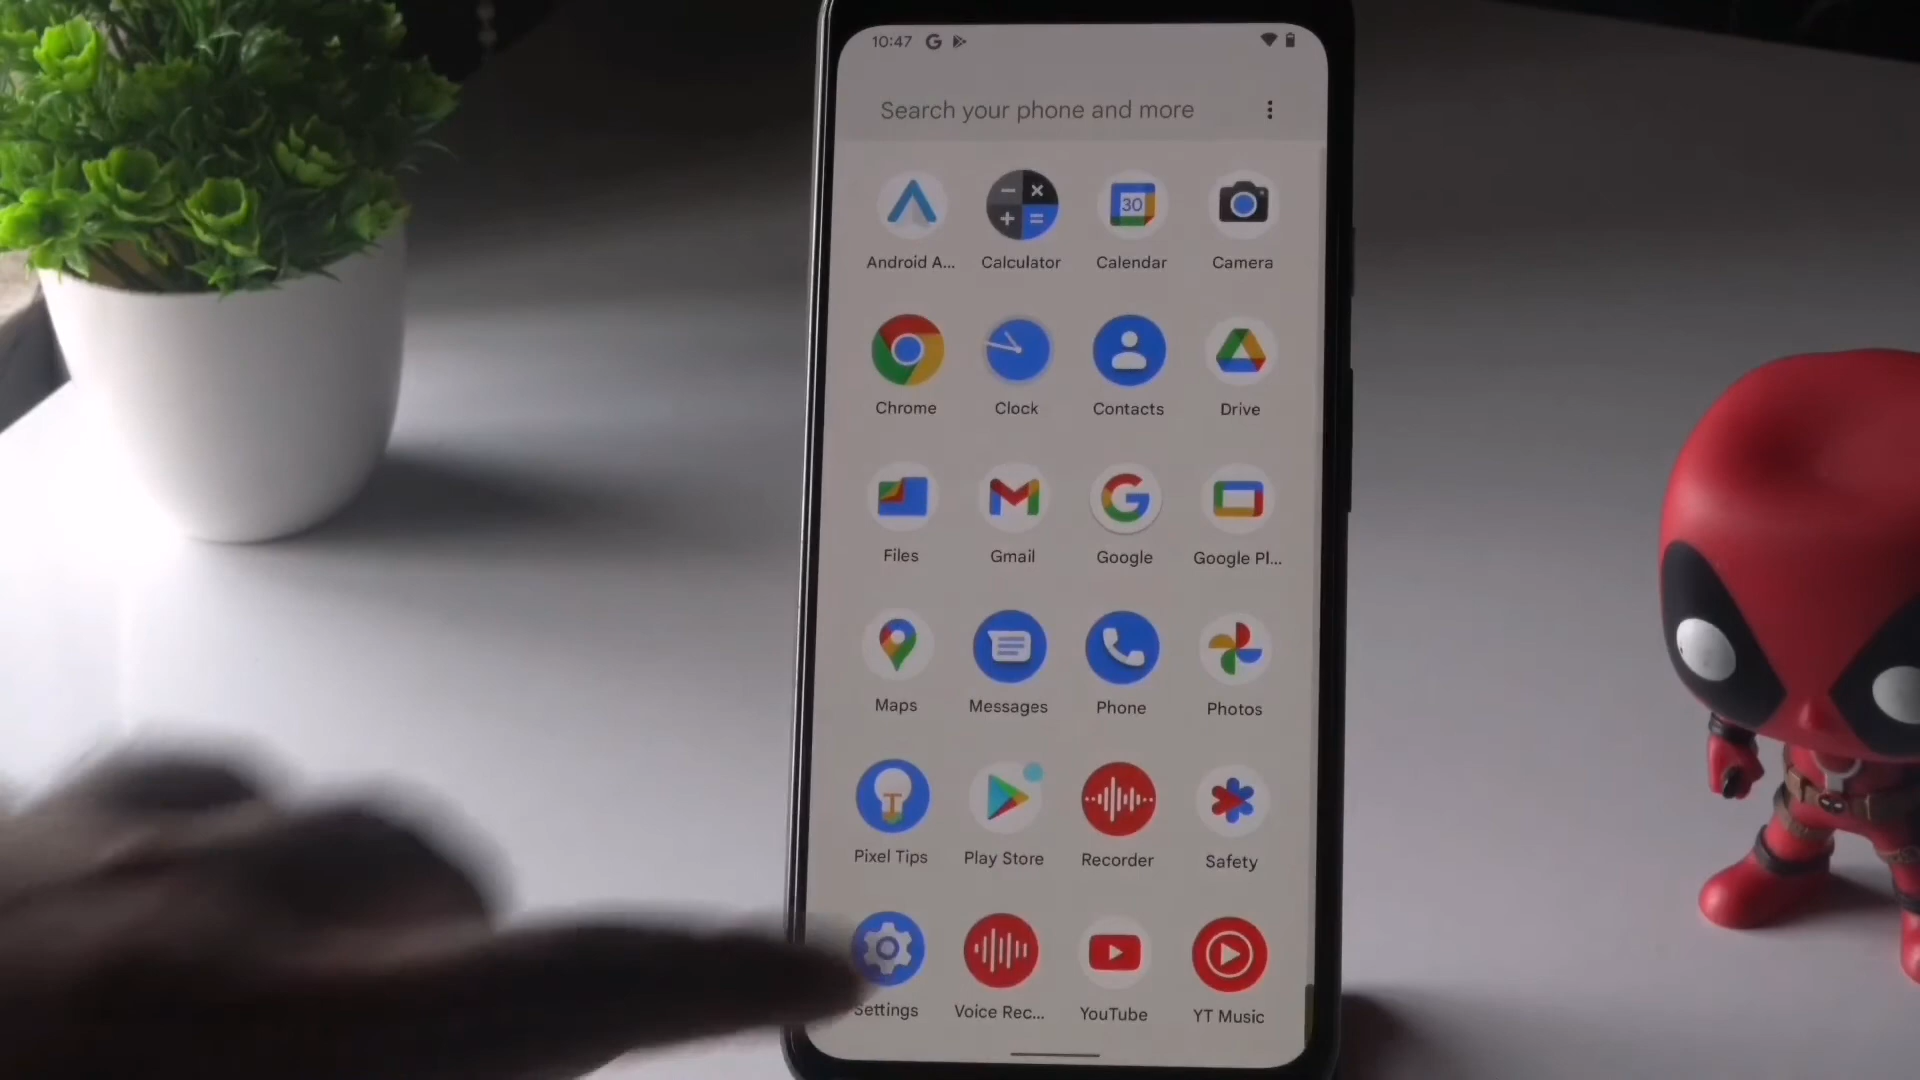 10:47
Search your phone and more
Android A... Calculator Calendar Camera
30
Chrome Clock Contacts Drive
Files Gmail Google Google Pl...
Maps Messages Phone Photos
Pixel Tips Play Store Recorder Safety
Settings Voice Rec... YouTube YT Music